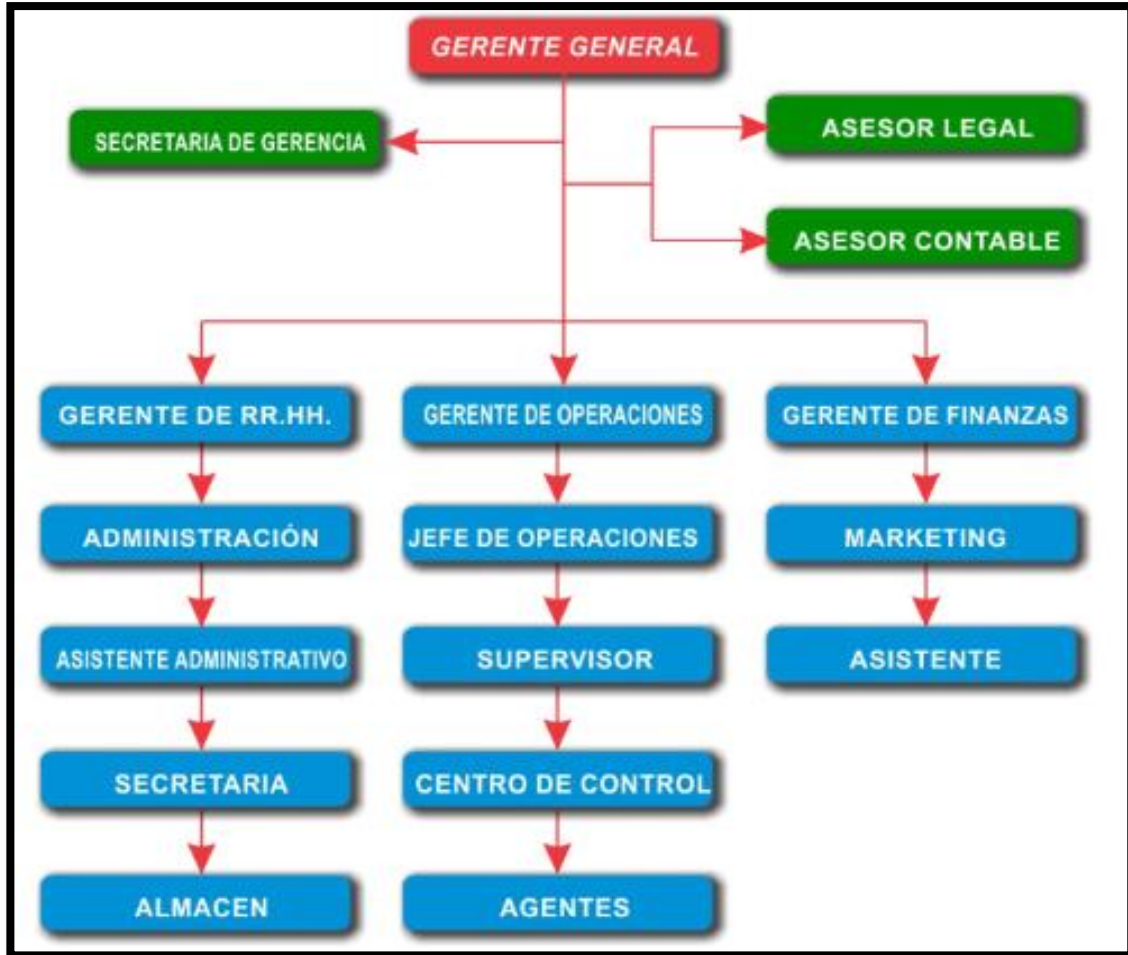 GERENTE GENERAL
SECRETARIA DE GERENCIA
ASESOR LEGAL
ASESOR CONTABLE
GERENTE DE RR.HH.
GERENTE DE OPERACIONES
GERENTE DE FINANZAS
ADMINISTRACIÓN
JEFE DE OPERACIONES
MARKETING
ASISTENTE ADMINISTRATIVO
SUPERVISOR
ASISTENTE
SECRETARIA
CENTRO DE CONTROL
ALMACEN
AGENTES